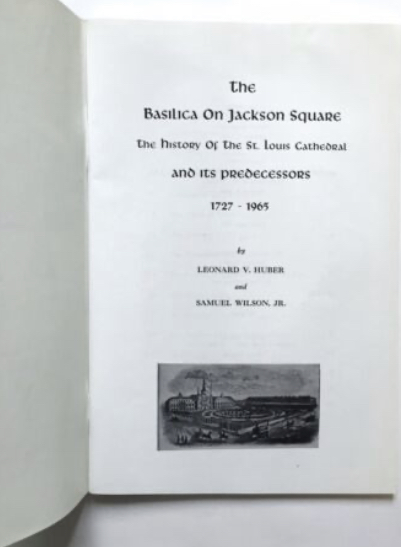 The
Basilica On Jackson Square
The History Of The St. Louis Cathedral
and its predecessors
1727 - 1965
by
LEONARD V. HUBER
and
SAMUEL WILSON, JR.